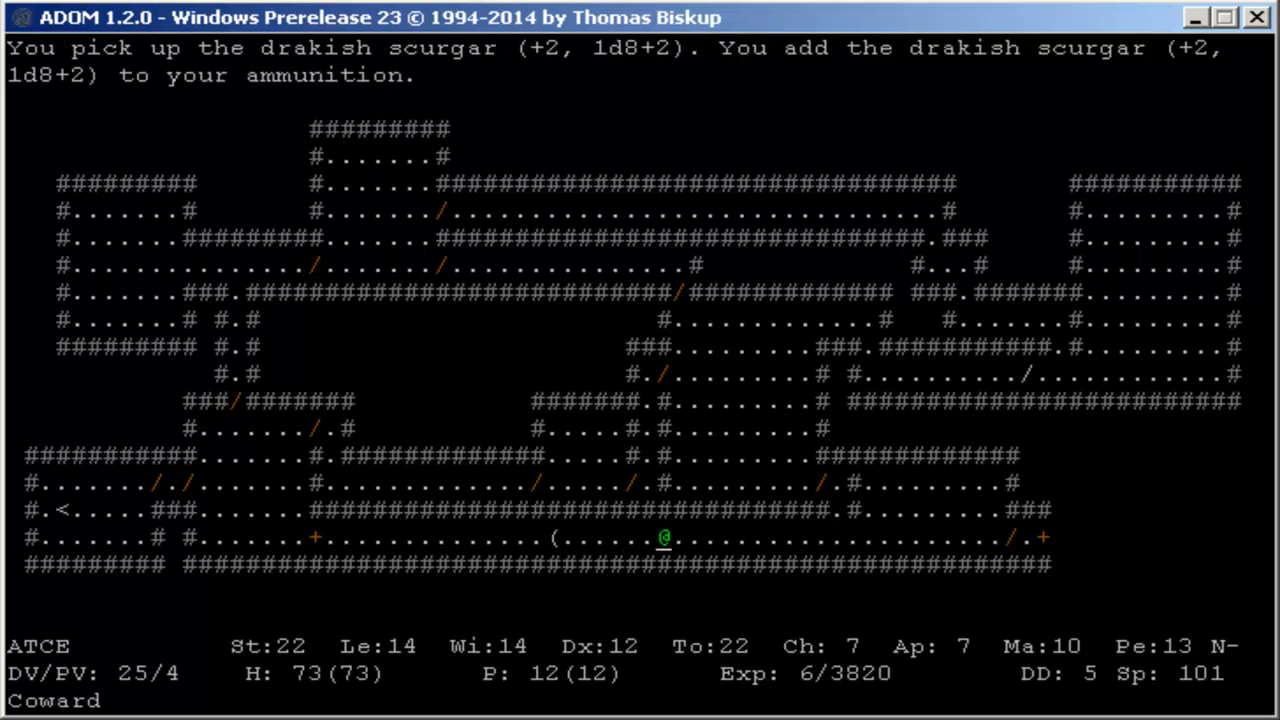 ADOM 1.2.0 - Windows Prerelease 23 © 1994-2014 by Thomas Biskup
You pick up the drakish scurgar (+2, 1d8+2). You add the drakish scurgar (+2,
1d8+2) to your ammunition.
ATCE St:22 Le:14 Wi:14 Dx:12 To:22 Ch: 7 Ap: 7 Ma:10 Pe:13 N-
DV/PV: 25/4 H: 73(73) P: 12(12) Exp: 6/3820 DD: 5 Sp: 101
Coward